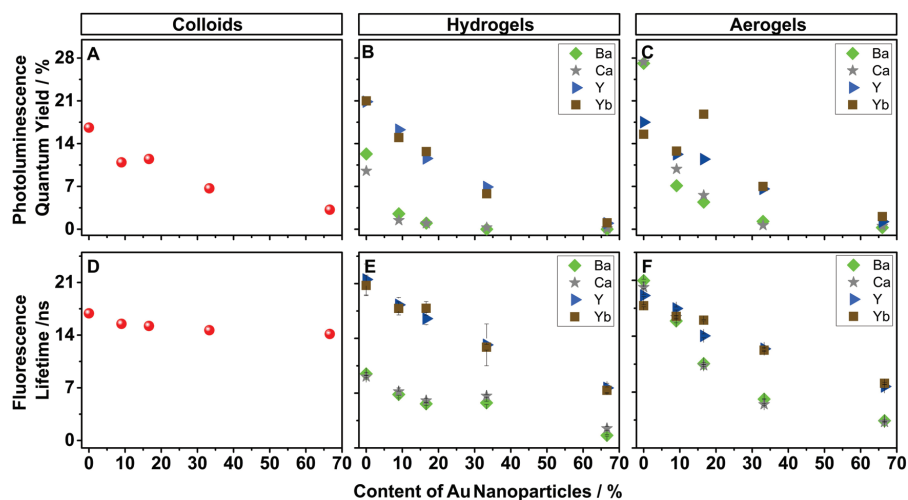 Colloids Hydrogels Aerogels
Photoluminescence
Quantum Yield / %
28
21
14
7
0
A
B
Ba
Ca
Y
Yb
C
Ba
Ca
Y
Yb
Fluorescence
Lifetime /ns
21
14
7
0
D
E
Ba
Ca
Y
Yb
F
Ba
Ca
Y
Yb
0 10 20 30 40 50 60 70 0 10 20 30 40 50 60 70 0 10 20 30 40 50 60 70
Content of Au Nanoparticles / %